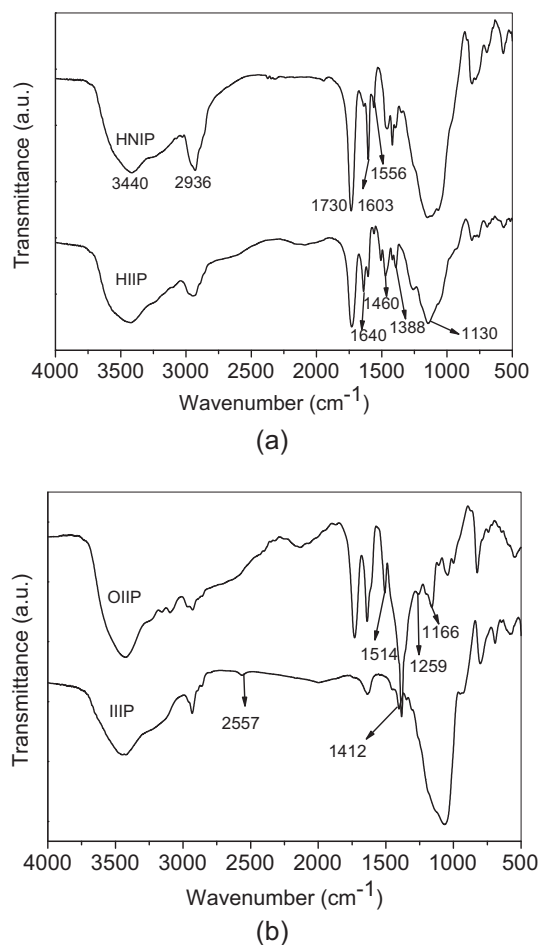 Transmittance (a.u.)
HNIP
3440
2936
1556
1730 1603
HIIP
1460
1388
1130
1640
4000 3500 3000 2500 2000 1500 1000 500
Wavenumber (cm-1)
(a)
Transmittance (a.u.)
OIIP
1166
1514
1259
IIIP
2557
1412
4000 3500 3000 2500 2000 1500 1000 500
Wavenumber (cm-1)
(b)